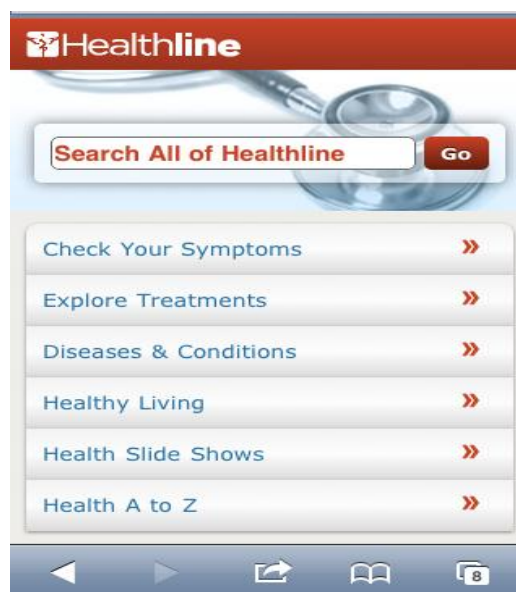 Healthline
Search All of Healthline
Go
Check Your Symptoms
Explore Treatments
Diseases & Conditions
Healthy Living
Health Slide Shows
Health A to Z
8